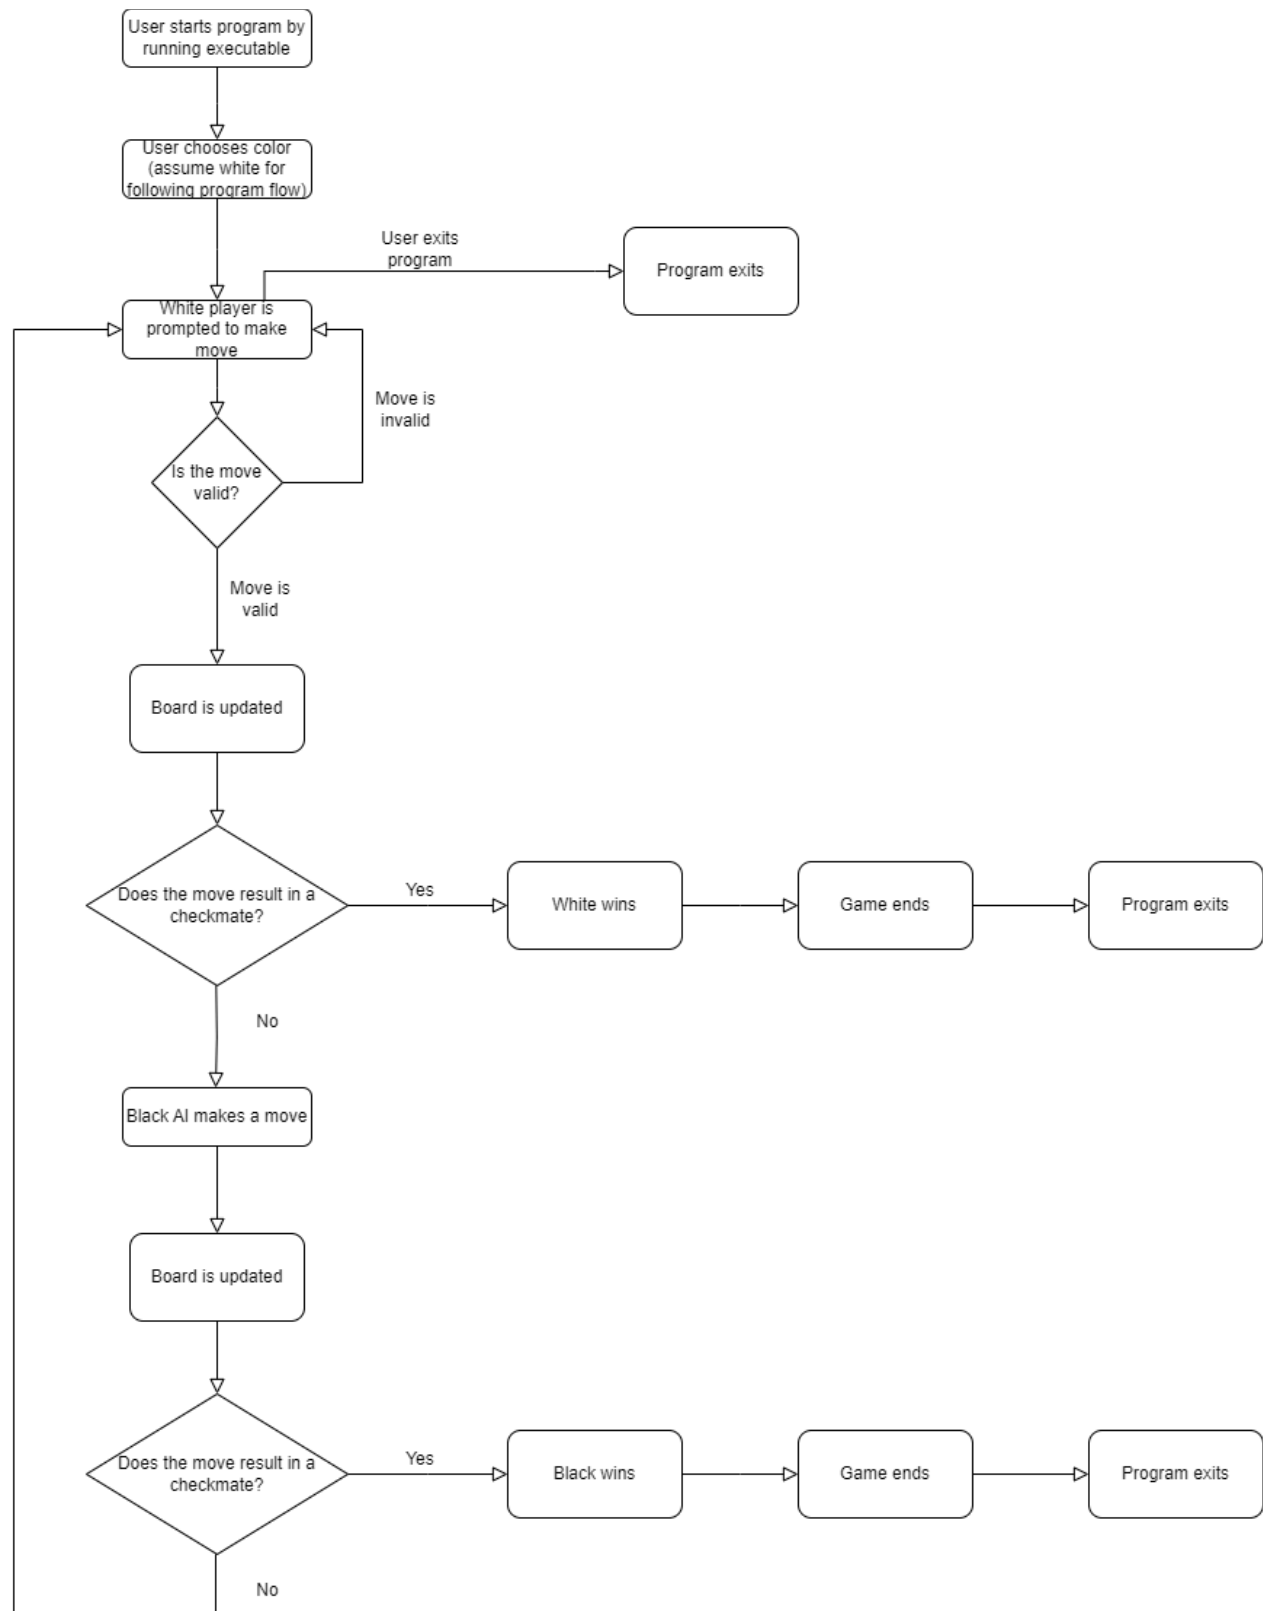 User starts program by
running executable
User chooses color
(assume white for
following program flow)
User exits
program
Program exits
White player is
prompted to make
move
Move is
invalid
Is the move
valid?
Move is
valid
Board is updated
Does the move result in a
checkmate?
Yes
White wins
Game ends
Program exits
No
Black AI makes a move
Board is updated
Does the move result in a
checkmate?
Yes
Black wins
Game ends
Program exits
No